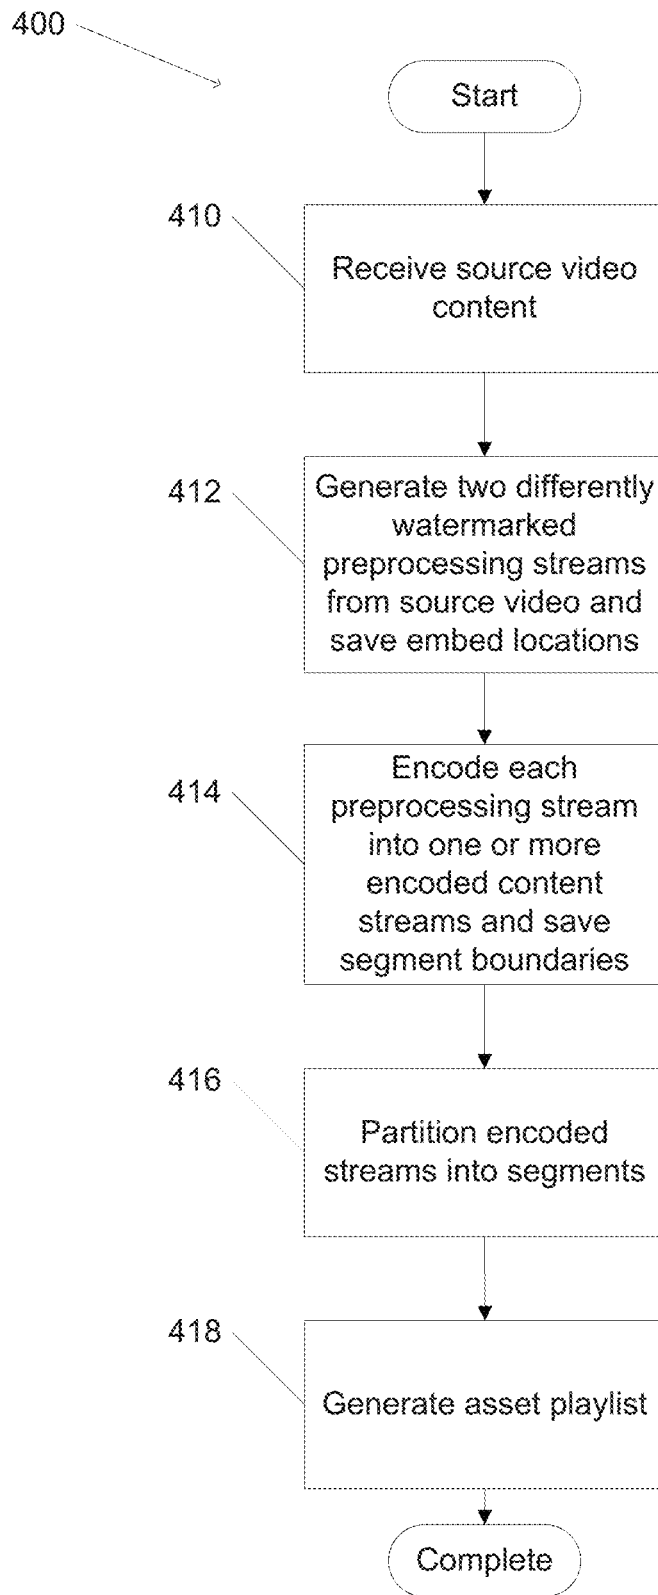 400
Start
410
Receive source video
content
412
Generate two differently
watermarked
preprocessing streams
from source video and
save embed locations
414
Encode each
preprocessing stream
into one or more
encoded content
streams and save
segment boundaries
416
Partition encoded
streams into segments
418
Generate asset playlist
Complete